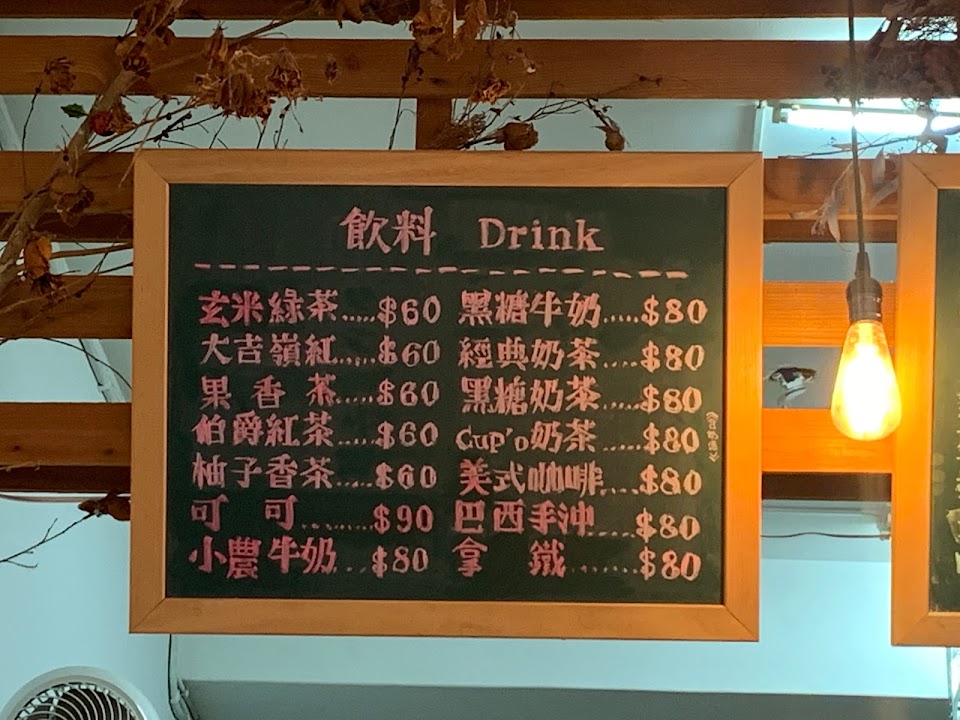 飲料 Drink
玄米綠茶.....$60
大吉嶺紅.....$60
果香茶.....$60
伯爵紅茶.....$60
柚子香茶.....$60
可可........$90
小農牛奶...$80
黑糖牛奶.....$80
經典奶茶.....$80
黑糖奶茶.....$80
Cup'o奶茶.....$80
美式咖啡....$80
巴西手沖.....$80
拿鐵........$80